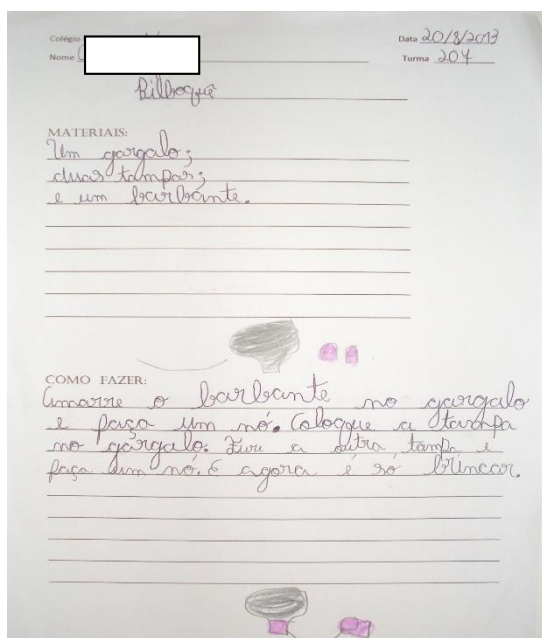 Colégio
Data 20/8/2013
Nome
Turma 204
Bilboquê
MATERIAIS:
Um gargalo;
duas tampas;
e um barbante.
COMO FAZER:
Amarre o barbante no gargalo
e faça um nó. Coloque a tampa
no gargalo. Fure a outra tampa e
faça um nó. E agora é só brincar.